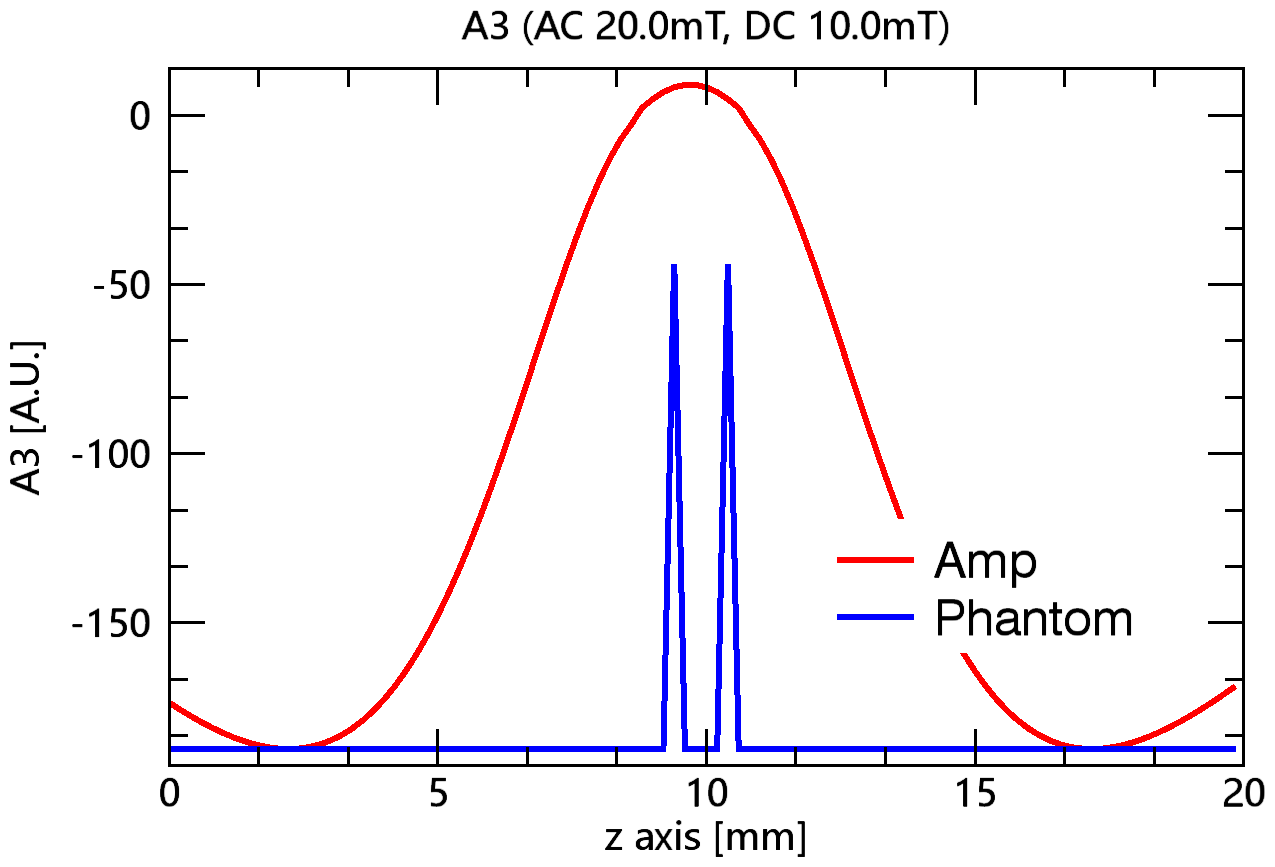 A3 (AC 20.0mT, DC 10.0mT)
0
-50
-100
-150
A3 [A.U.]
Amp
Phantom
0 5 10 15 20
z axis [mm]